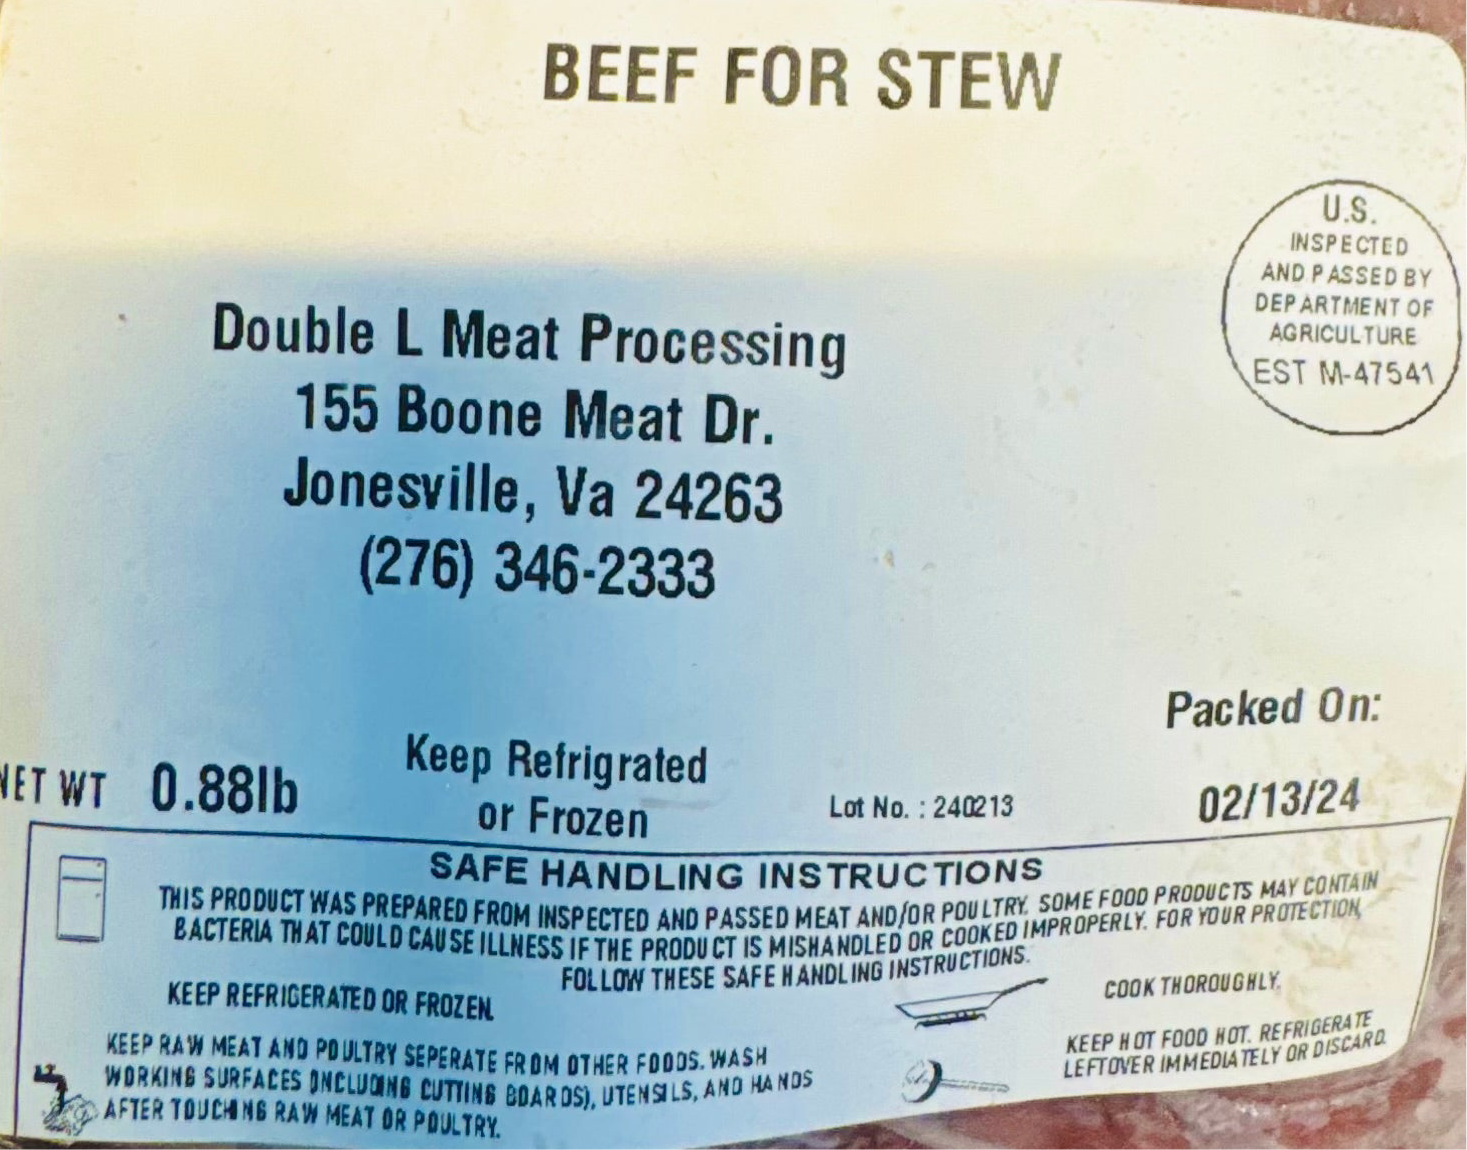 BEEF FOR STEW
U.S.
INSPECTED
AND PASSED BY
DEPARTMENT OF
AGRICULTURE
EST M-47541
Double L Meat Processing
155 Boone Meat Dr.
Jonesville, Va 24263
(276) 346-2333
Packed On:
02/13/24
NET WT 0.88lb
Keep Refrigrated
or Frozen
Lot No. : 240213
SAFE HANDLING INSTRUCTIONS
THIS PRODUCT WAS PREPARED FROM INSPECTED AND PASSED MEAT AND/OR POULTRY. SOME FOOD PRODUCTS MAY CONTAIN
BACTERIA THAT COULD CAUSE ILLNESS IF THE PRODUCT IS MISHANDLED OR COOKED IMPROPERLY. FOR YOUR PROTECTION,
FOLLOW THESE SAFE HANDLING INSTRUCTIONS.
KEEP REFRIGERATED OR FROZEN.
KEEP RAW MEAT AND POULTRY SEPERATE FROM OTHER FOODS. WASH
WORKING SURFACES (INCLUDING CUTTING BOARDS), UTENSILS, AND HANDS
AFTER TOUCHING RAW MEAT OR POULTRY.
COOK THOROUGHLY.
KEEP HOT FOOD HOT. REFRIGERATE
LEFTOVER IMMEDIATELY OR DISCARD.